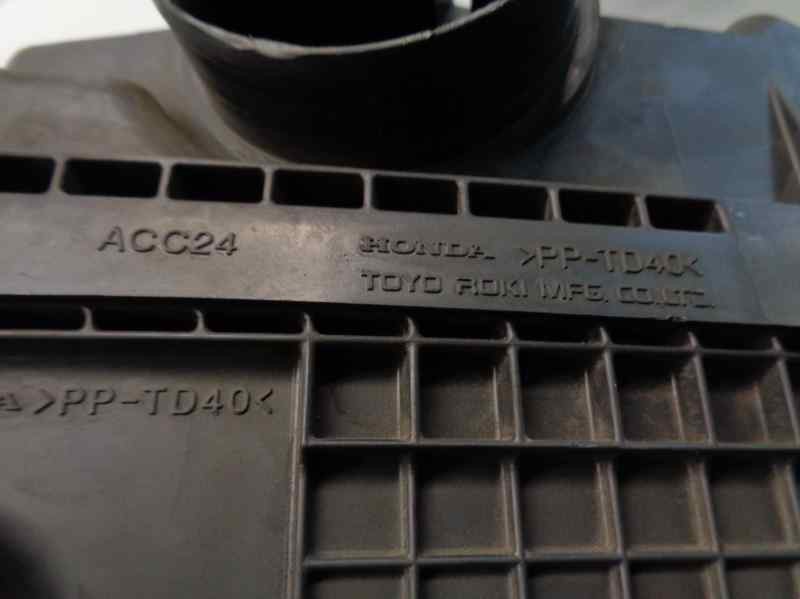 ACC24
HONDA >PP-TD40<
TOYO ROKI MFG. CO.,LTD.
A >PP-TD40<